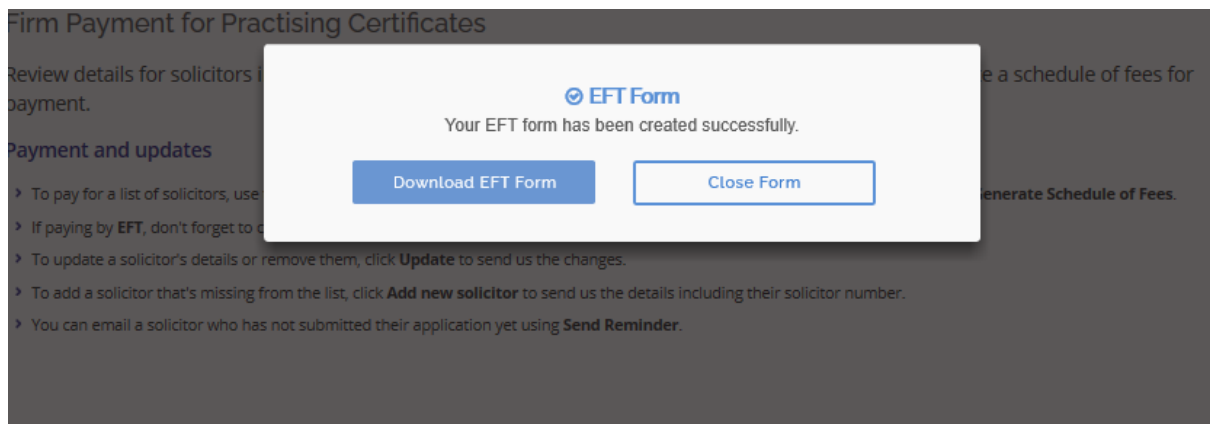 Firm Payment for Practising Certificates
Review details for solicitors i
e a schedule of fees for
payment.
EFT Form
Your EFT form has been created successfully.
Download EFT Form
Close Form
Payment and updates
To pay for a list of solicitors, use
Generate Schedule of Fees.
If paying by EFT, don't forget to
To update a solicitor's details or remove them, click Update to send us the changes.
To add a solicitor that's missing from the list, click Add new solicitor to send us the details including their solicitor number.
You can email a solicitor who has not submitted their application yet using Send Reminder.